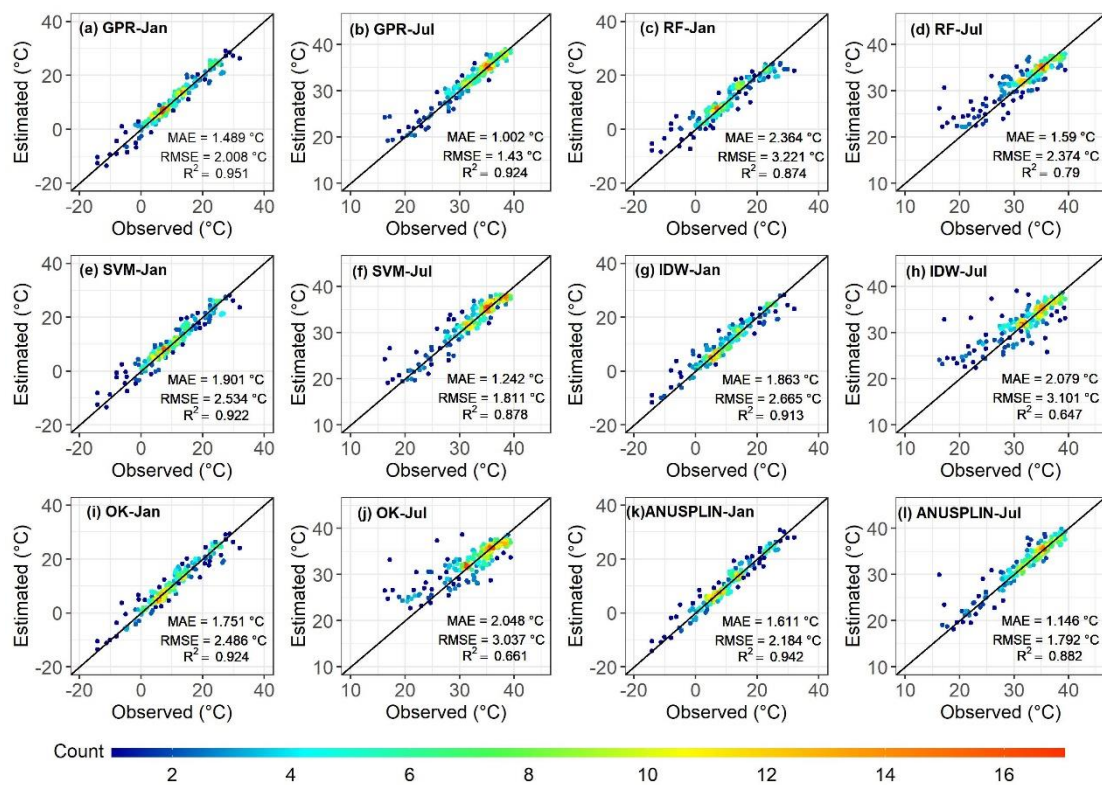 (a) GPR-Jan
(b) GPR-Jul
(c) RF-Jan
(d) RF-Jul
Estimated (°C)
40
20
0
-20
MAE = 1.489 °C
RMSE = 2.008 °C
R² = 0.951
-20 0 20 40
Observed (°C)
Estimated (°C)
40
30
20
10
MAE = 1.002 °C
RMSE = 1.43 °C
R² = 0.924
10 20 30 40
Observed (°C)
Estimated (°C)
40
20
0
-20
MAE = 2.364 °C
RMSE = 3.221 °C
R² = 0.874
-20 0 20 40
Observed (°C)
Estimated (°C)
40
30
20
10
MAE = 1.59 °C
RMSE = 2.374 °C
R² = 0.79
10 20 30 40
Observed (°C)
(e) SVM-Jan
(f) SVM-Jul
(g) IDW-Jan
(h) IDW-Jul
Estimated (°C)
40
20
0
-20
MAE = 1.901 °C
RMSE = 2.534 °C
R² = 0.922
-20 0 20 40
Observed (°C)
Estimated (°C)
40
30
20
10
MAE = 1.242 °C
RMSE = 1.811 °C
R² = 0.878
10 20 30 40
Observed (°C)
Estimated (°C)
40
20
0
-20
MAE = 1.863 °C
RMSE = 2.665 °C
R² = 0.913
-20 0 20 40
Observed (°C)
Estimated (°C)
40
30
20
10
MAE = 2.079 °C
RMSE = 3.101 °C
R² = 0.647
10 20 30 40
Observed (°C)
(i) OK-Jan
(j) OK-Jul
(k)ANUSPLIN-Jan
(l) ANUSPLIN-Jul
Estimated (°C)
40
20
0
-20
MAE = 1.751 °C
RMSE = 2.486 °C
R² = 0.924
-20 0 20 40
Observed (°C)
Estimated (°C)
40
30
20
10
MAE = 2.048 °C
RMSE = 3.037 °C
R² = 0.661
10 20 30 40
Observed (°C)
Estimated (°C)
40
20
0
-20
MAE = 1.611 °C
RMSE = 2.184 °C
R² = 0.942
-20 0 20 40
Observed (°C)
Estimated (°C)
40
30
20
10
MAE = 1.146 °C
RMSE = 1.792 °C
R² = 0.882
10 20 30 40
Observed (°C)
Count
2 4 6 8 10 12 14 16